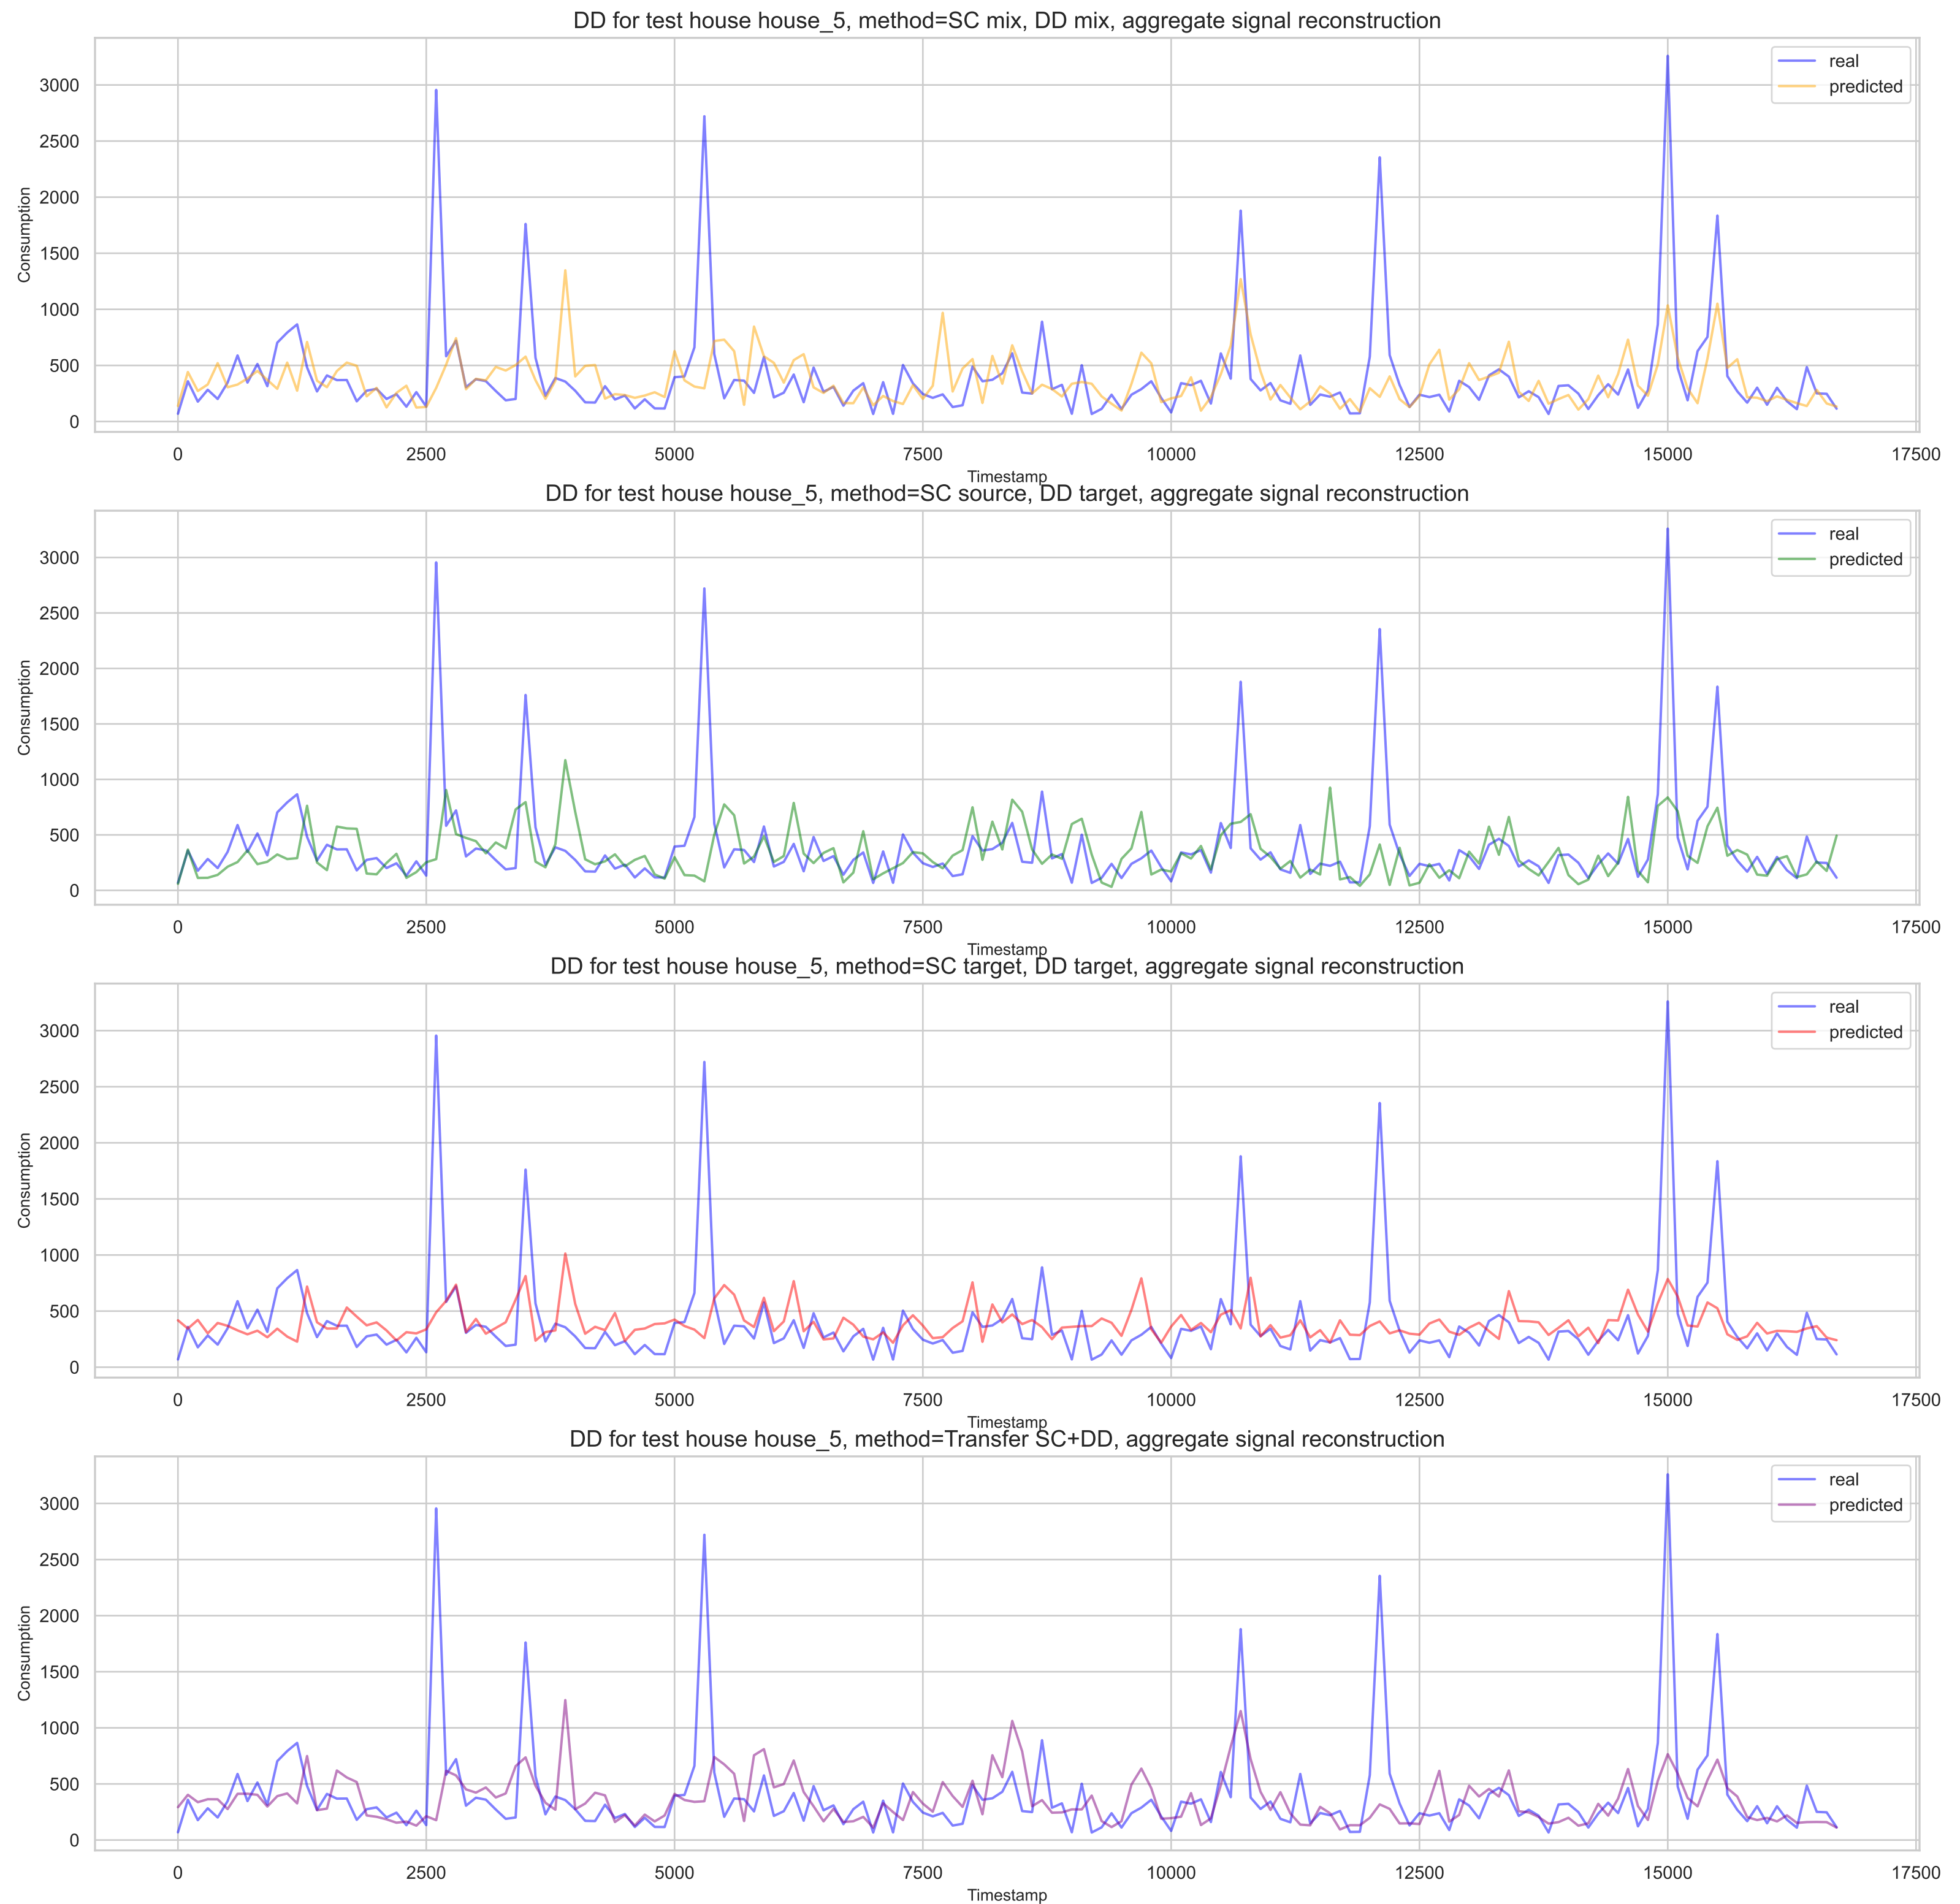 DD for test house house_5, method=SC mix, DD mix, aggregate signal reconstruction
real
predicted
3000
2500
2000
1500
1000
500
0
Consumption
0 2500 5000 7500 10000 12500 15000 17500
Timestamp
DD for test house house_5, method=SC source, DD target, aggregate signal reconstruction
real
predicted
3000
2500
2000
1500
1000
500
0
Consumption
0 2500 5000 7500 10000 12500 15000 17500
Timestamp
DD for test house house_5, method=SC target, DD target, aggregate signal reconstruction
real
predicted
3000
2500
2000
1500
1000
500
0
Consumption
0 2500 5000 7500 10000 12500 15000 17500
Timestamp
DD for test house house_5, method=Transfer SC+DD, aggregate signal reconstruction
real
predicted
3000
2500
2000
1500
1000
500
0
Consumption
0 2500 5000 7500 10000 12500 15000 17500
Timestamp